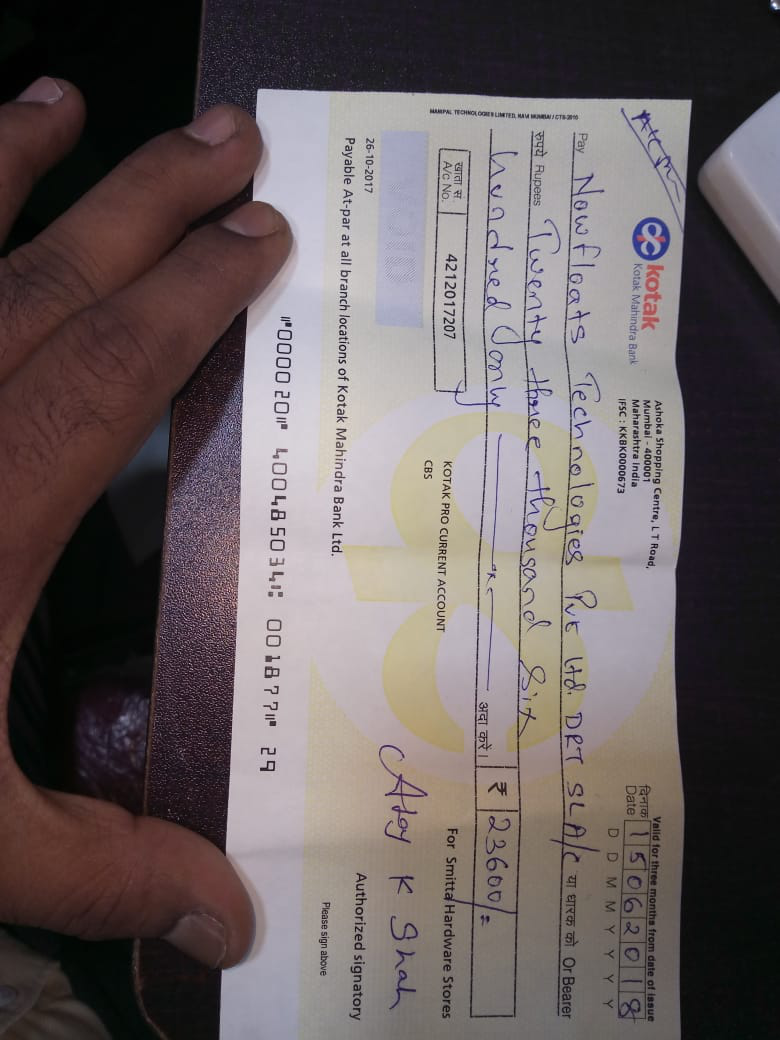 MANIPAL TECHNOLOGIES LIMITED, NAVI MUMBAI / CTS-2010
kotak
Kotak Mahindra Bank
Ashoka Shopping Centre, L T Road,
Mumbai - 400001
Maharashtra India
IFSC : KKBK0000673
Valid for three months from date of issue
दिनांक
Date 15062018
D D M M Y Y Y Y
Pay Nowfloats Technologies Pvt Ltd. DRT SL A/c या धारक को Or Bearer
रुपये Rupees Twenty three thousand Six
hundred Only अदा करें। ₹ 23600/=
खाता सं.
A/c No. 4212017207
KOTAK PRO CURRENT ACCOUNT
CBS
For Smitta Hardware Stores
VOID
26-10-2017
Payable At-par at all branch locations of Kotak Mahindra Bank Ltd.
Ajay K Shah
Authorized signatory
Please sign above
⑈000020⑈ 400485034⑆ 001877⑈ 29